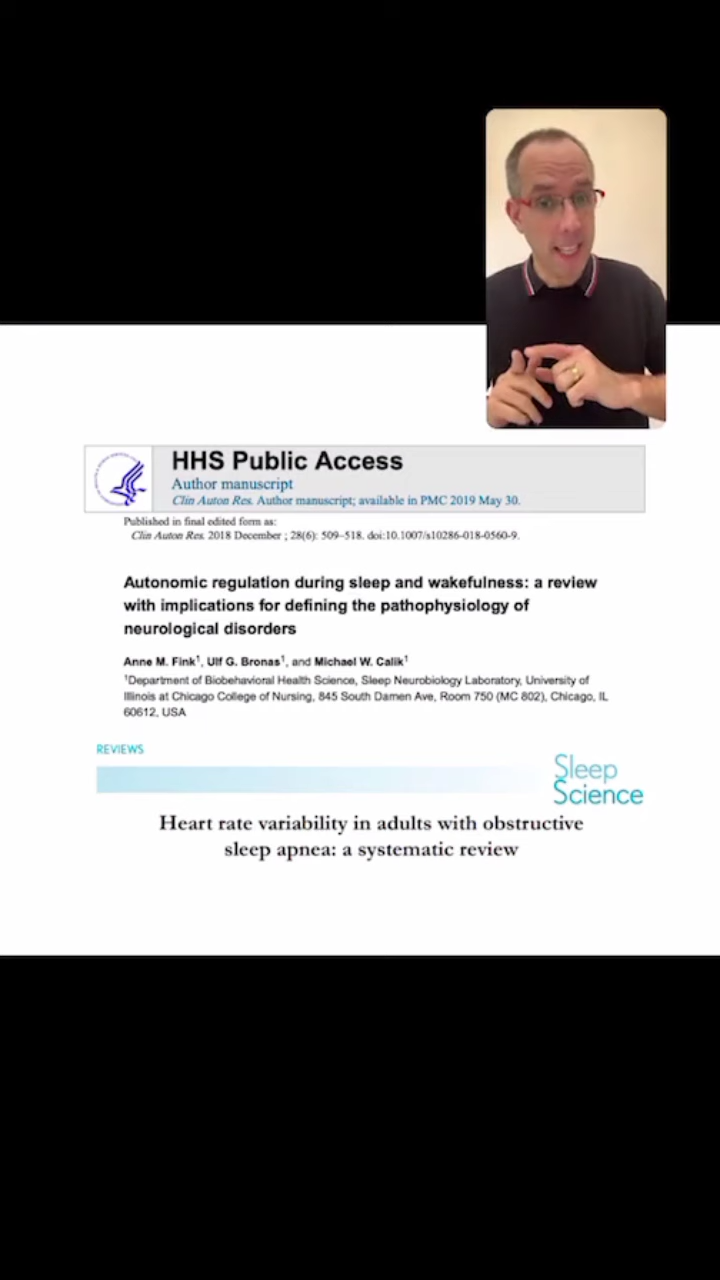 HHS Public Access
Author manuscript
Clin Auton Res. Author manuscript; available in PMC 2019 May 30.
Published in final edited form as:
Clin Auton Res. 2018 December ; 28(6): 509–518. doi:10.1007/s10286-018-0560-9.
Autonomic regulation during sleep and wakefulness: a review
with implications for defining the pathophysiology of
neurological disorders
Anne M. Fink¹, Ulf G. Bronas¹, and Michael W. Calik¹
¹Department of Biobehavioral Health Science, Sleep Neurobiology Laboratory, University of
Illinois at Chicago College of Nursing, 845 South Damen Ave, Room 750 (MC 802), Chicago, IL
60612, USA
REVIEWS
Sleep
Science
Heart rate variability in adults with obstructive
sleep apnea: a systematic review